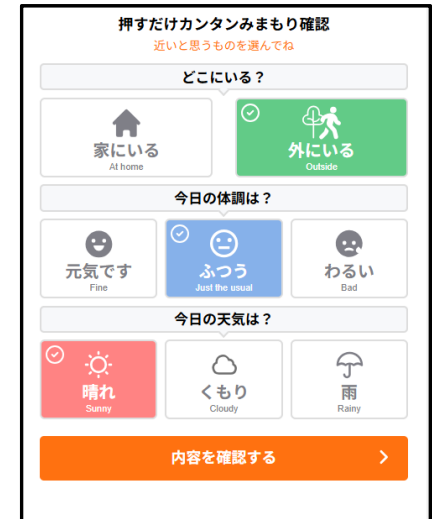 押すだけカンタンみまもり確認
近いと思うものを選んでね
どこにいる？
家にいる
At home
外にいる
Outside
今日の体調は？
元気です
Fine
ふつう
Just the usual
わるい
Bad
今日の天気は？
晴れ
Sunny
くもり
Cloudy
雨
Rainy
内容を確認する